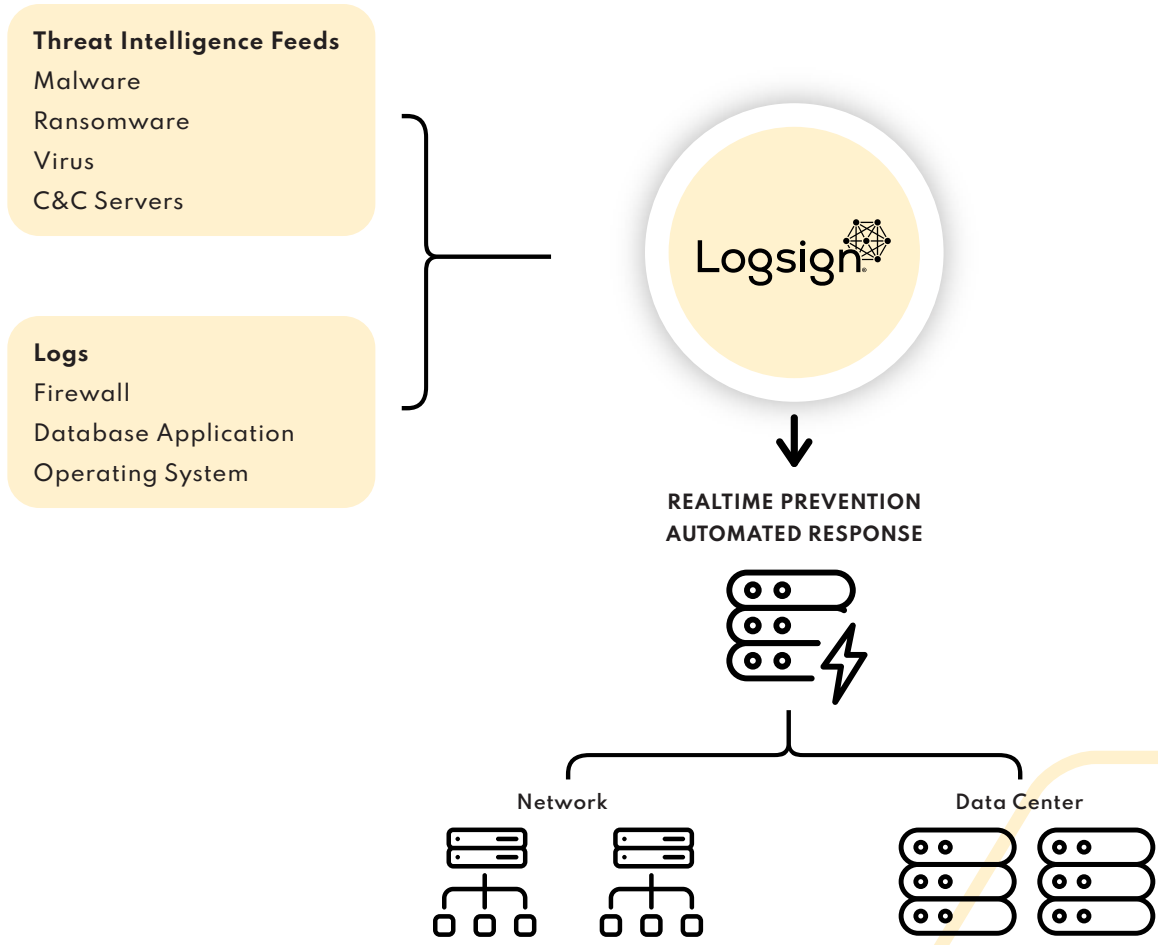 Threat Intelligence Feeds
Malware
Ransomware
Virus
C&C Servers
Logs
Firewall
Database Application
Operating System
Logsign®
REALTIME PREVENTION
AUTOMATED RESPONSE
Network
Data Center